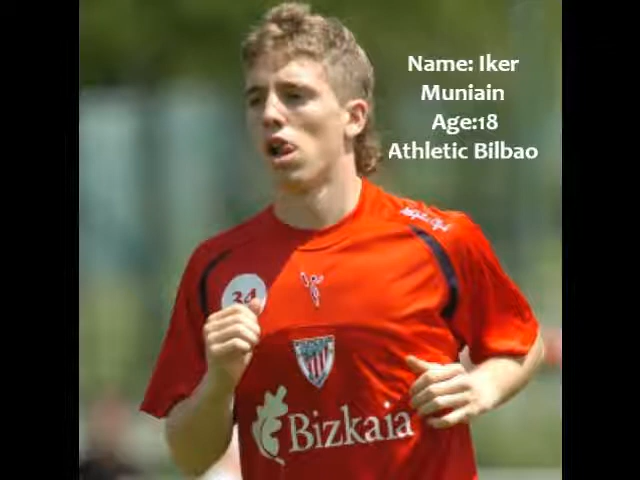 Name: Iker
Muniain
Age:18
Athletic Bilbao
Bizkaia